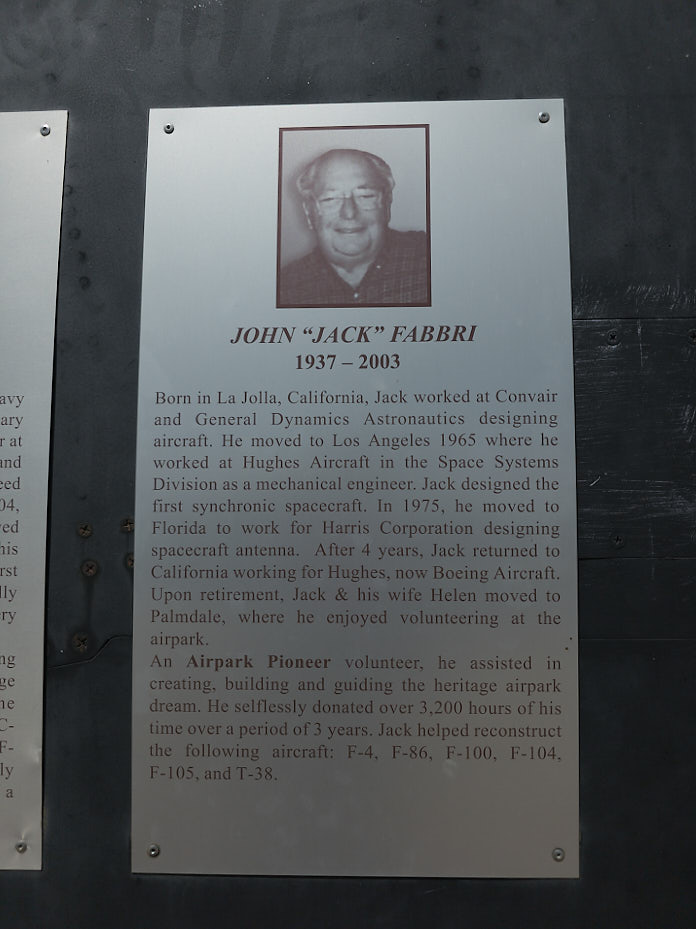 JOHN “JACK” FABBRI
1937 – 2003
Born in La Jolla, California, Jack worked at Convair
and General Dynamics Astronautics designing
aircraft. He moved to Los Angeles 1965 where he
worked at Hughes Aircraft in the Space Systems
Division as a mechanical engineer. Jack designed the
first synchronic spacecraft. In 1975, he moved to
Florida to work for Harris Corporation designing
spacecraft antenna. After 4 years, Jack returned to
California working for Hughes, now Boeing Aircraft.
Upon retirement, Jack & his wife Helen moved to
Palmdale, where he enjoyed volunteering at the
airpark.
An Airpark Pioneer volunteer, he assisted in
creating, building and guiding the heritage airpark
dream. He selflessly donated over 3,200 hours of his
time over a period of 3 years. Jack helped reconstruct
the following aircraft: F-4, F-86, F-100, F-104,
F-105, and T-38.